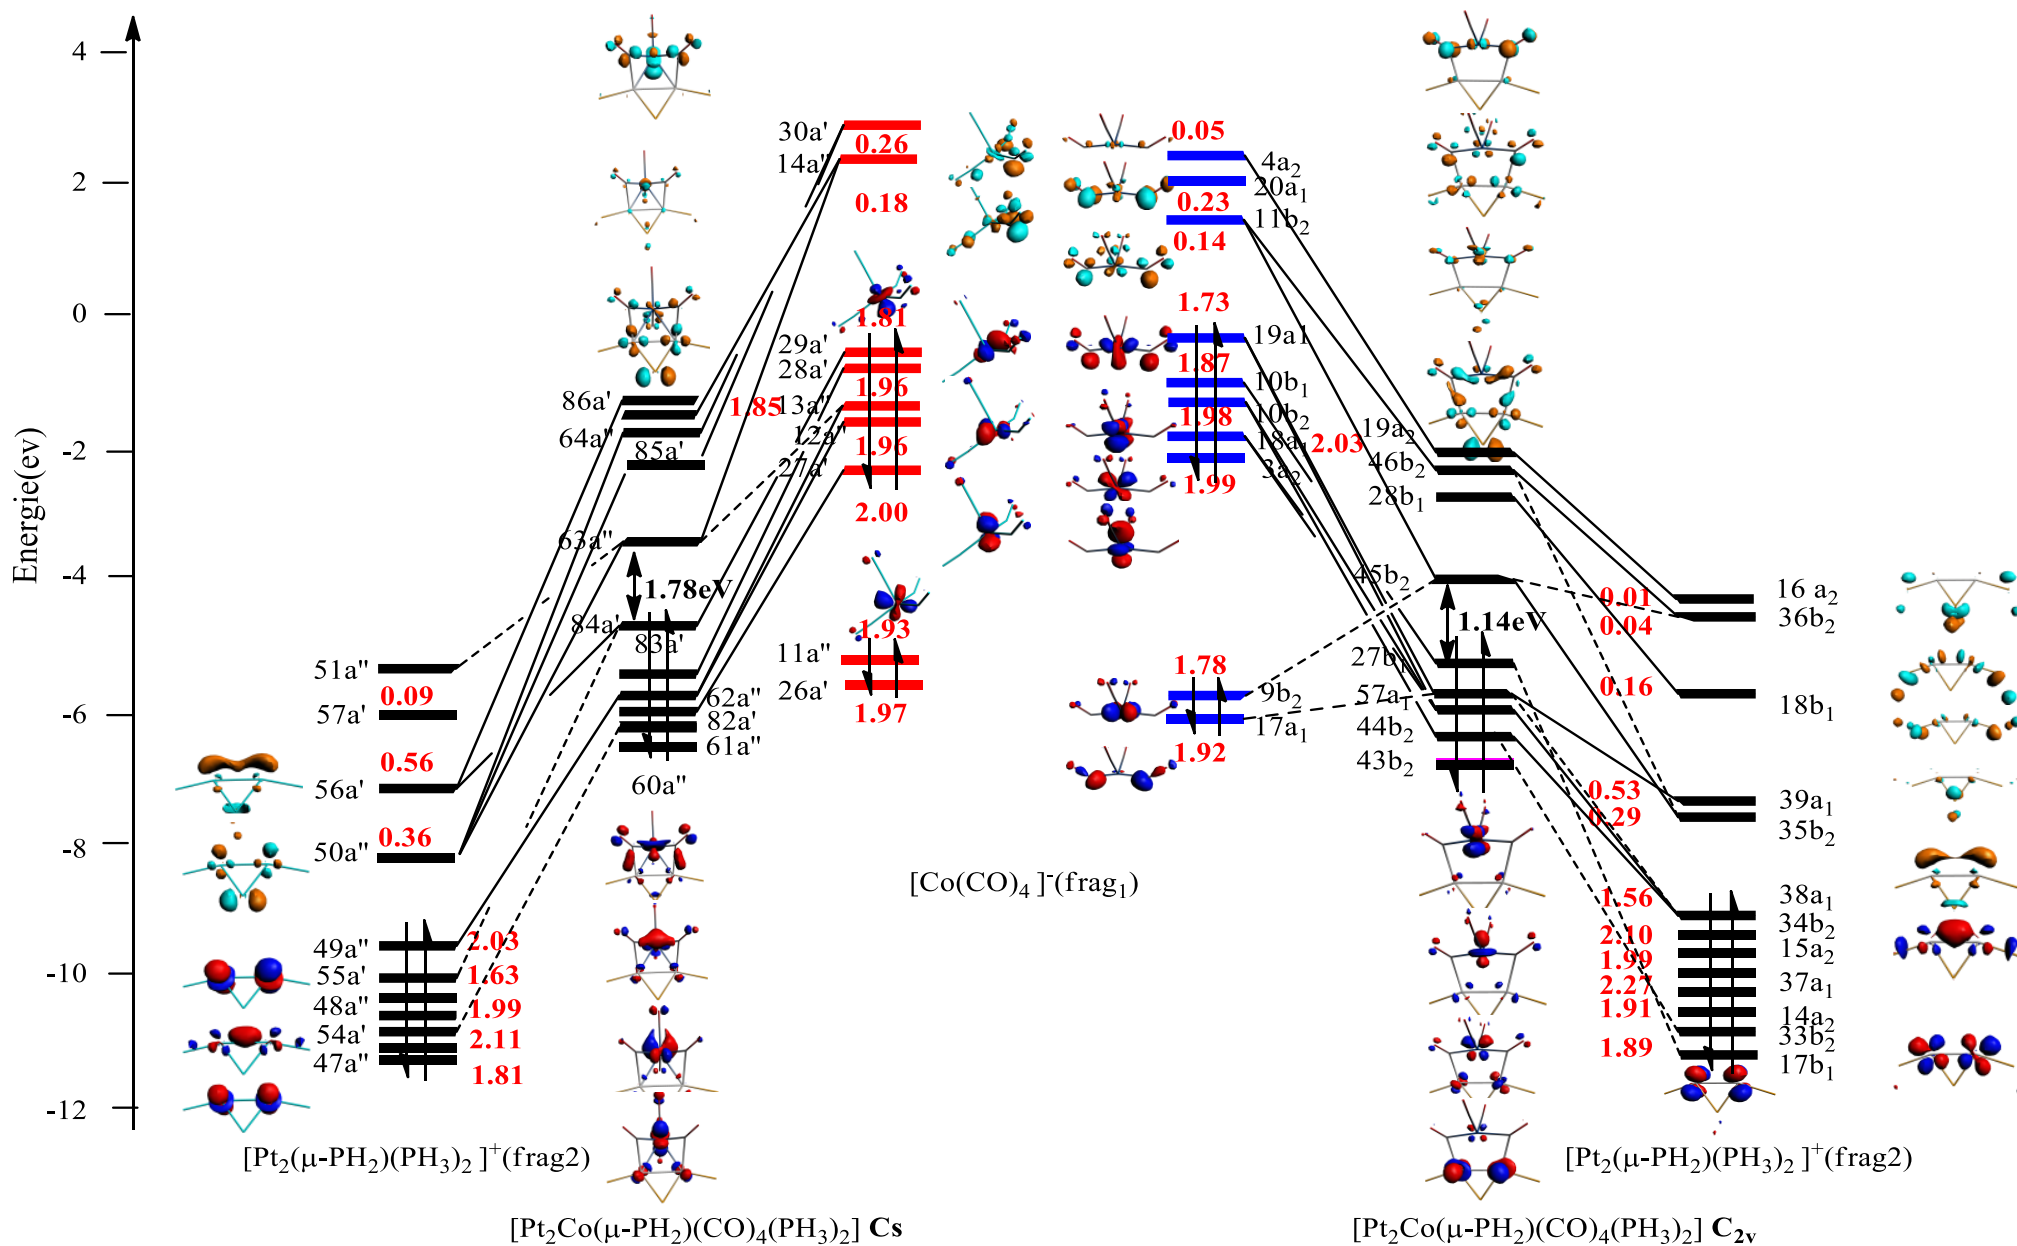 Energie(ev)
4
2
0
-2
-4
-6
-8
-10
-12
51a"
0.09
57a'
0.56
56a'
0.36
50a"
49a"
2.03
55a'
1.63
48a"
1.99
54a'
2.11
47a"
1.81
[Pt₂(μ-PH₂)(PH₃)₂ ]⁺(frag2)
86a'
64a"
85a'
1.85
63a"
1.78eV
84a'
83a'
62a"
82a'
61a"
60a"
[Pt₂Co(μ-PH₂)(CO)₄(PH₃)₂] Cs
30a'
0.26
14a"
0.18
1.81
29a'
28a'
1.96
13a"
12a"
1.96
27a'
2.00
1.93
11a"
26a'
1.97
[Co(CO)₄ ]⁻(frag₁)
0.05
4a₂
20a₁
0.23
11b₂
0.14
1.73
19a1
1.87
10b₁
10b₂
1.98
18a₁
2.03
3a₂
1.99
1.78
9b₂
17a₁
1.92
19a₂
46b₂
28b₁
45b₂
1.14eV
27b₁
57a₁
44b₂
43b₂
[Pt₂Co(μ-PH₂)(CO)₄(PH₃)₂] C₂ᵥ
16 a₂
0.01
36b₂
0.04
0.16
18b₁
0.53
39a₁
0.29
35b₂
38a₁
1.56
34b₂
2.10
15a₂
1.99
37a₁
2.27
1.91
14a₂
33b₂
1.89
17b₁
[Pt₂(μ-PH₂)(PH₃)₂ ]⁺(frag2)